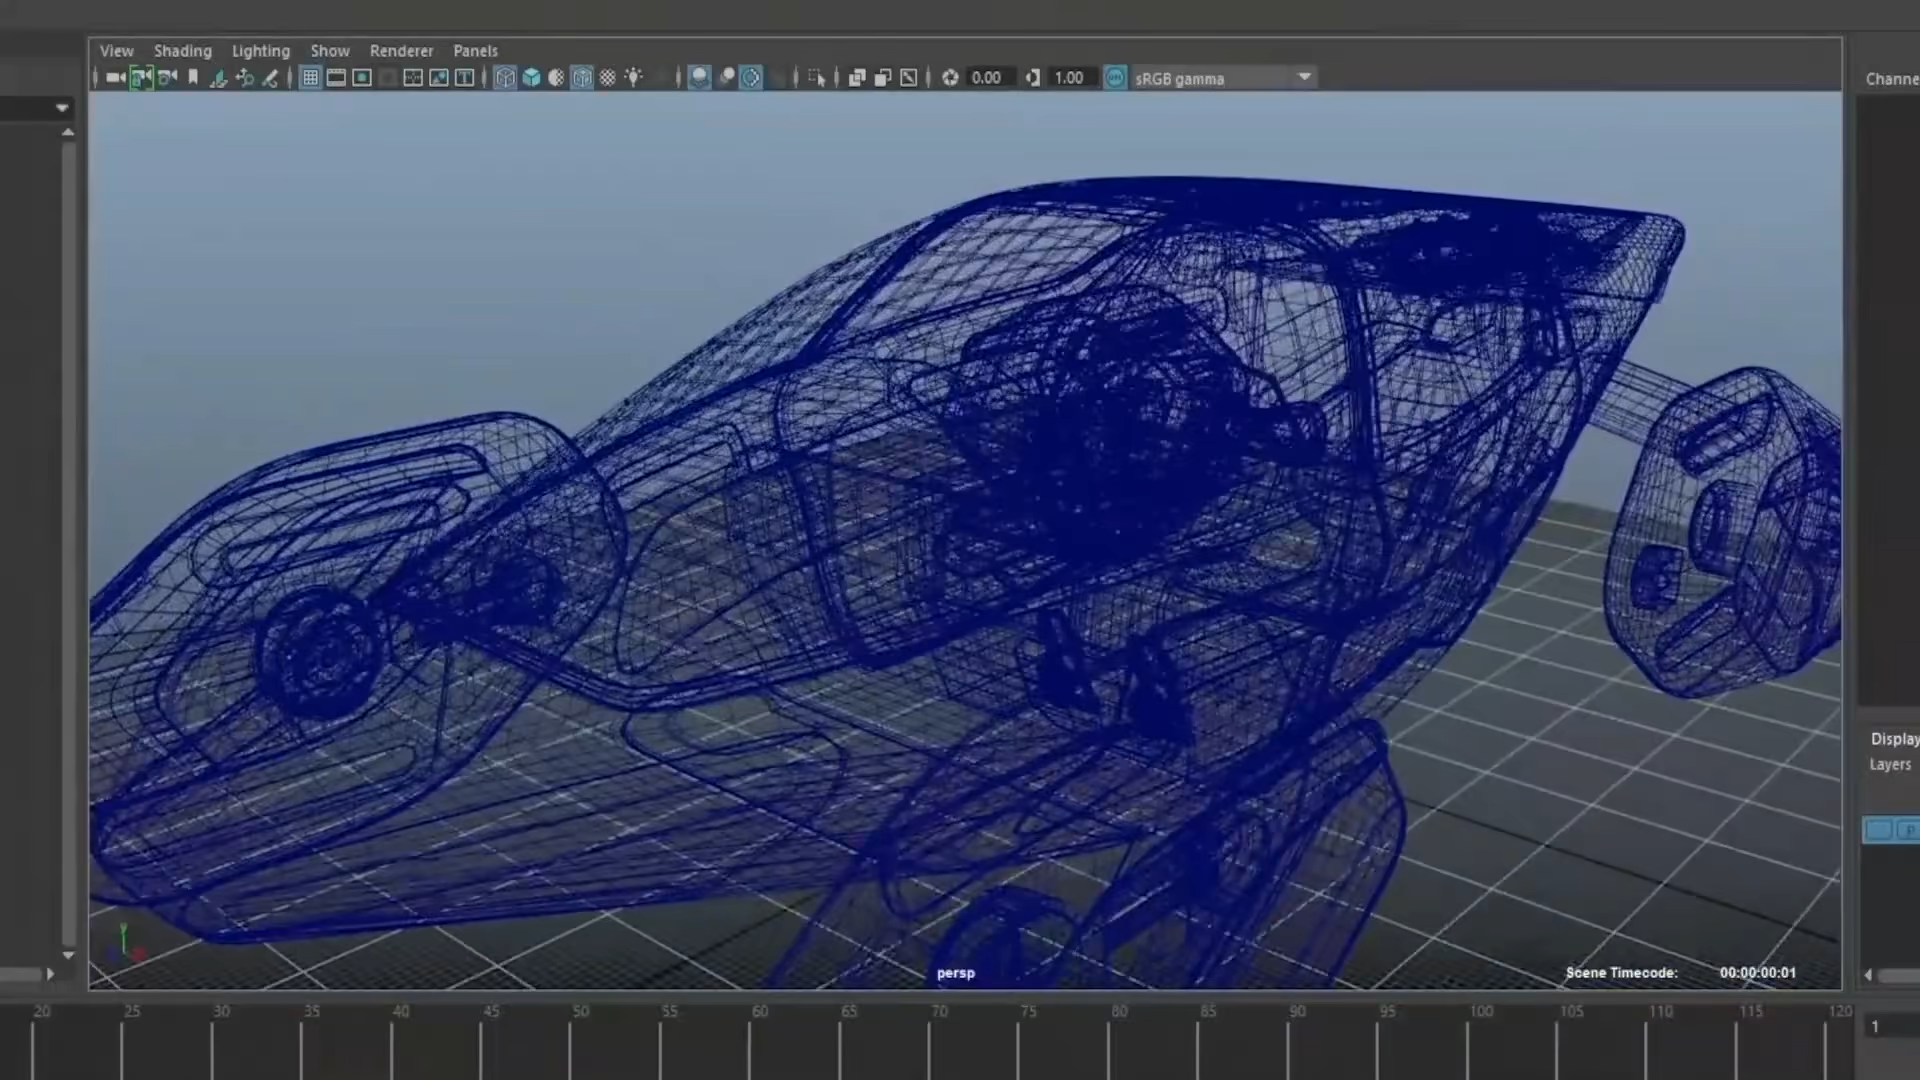 View Shading Lighting Show Renderer Panels
0.00 1.00 sRGB gamma
Channe
Display
Layers
P
persp
Scene Timecode: 00:00:00:01
20 25 30 35 40 45 50 55 60 65 70 75 80 85 90 95 100 105 110 115 120
1